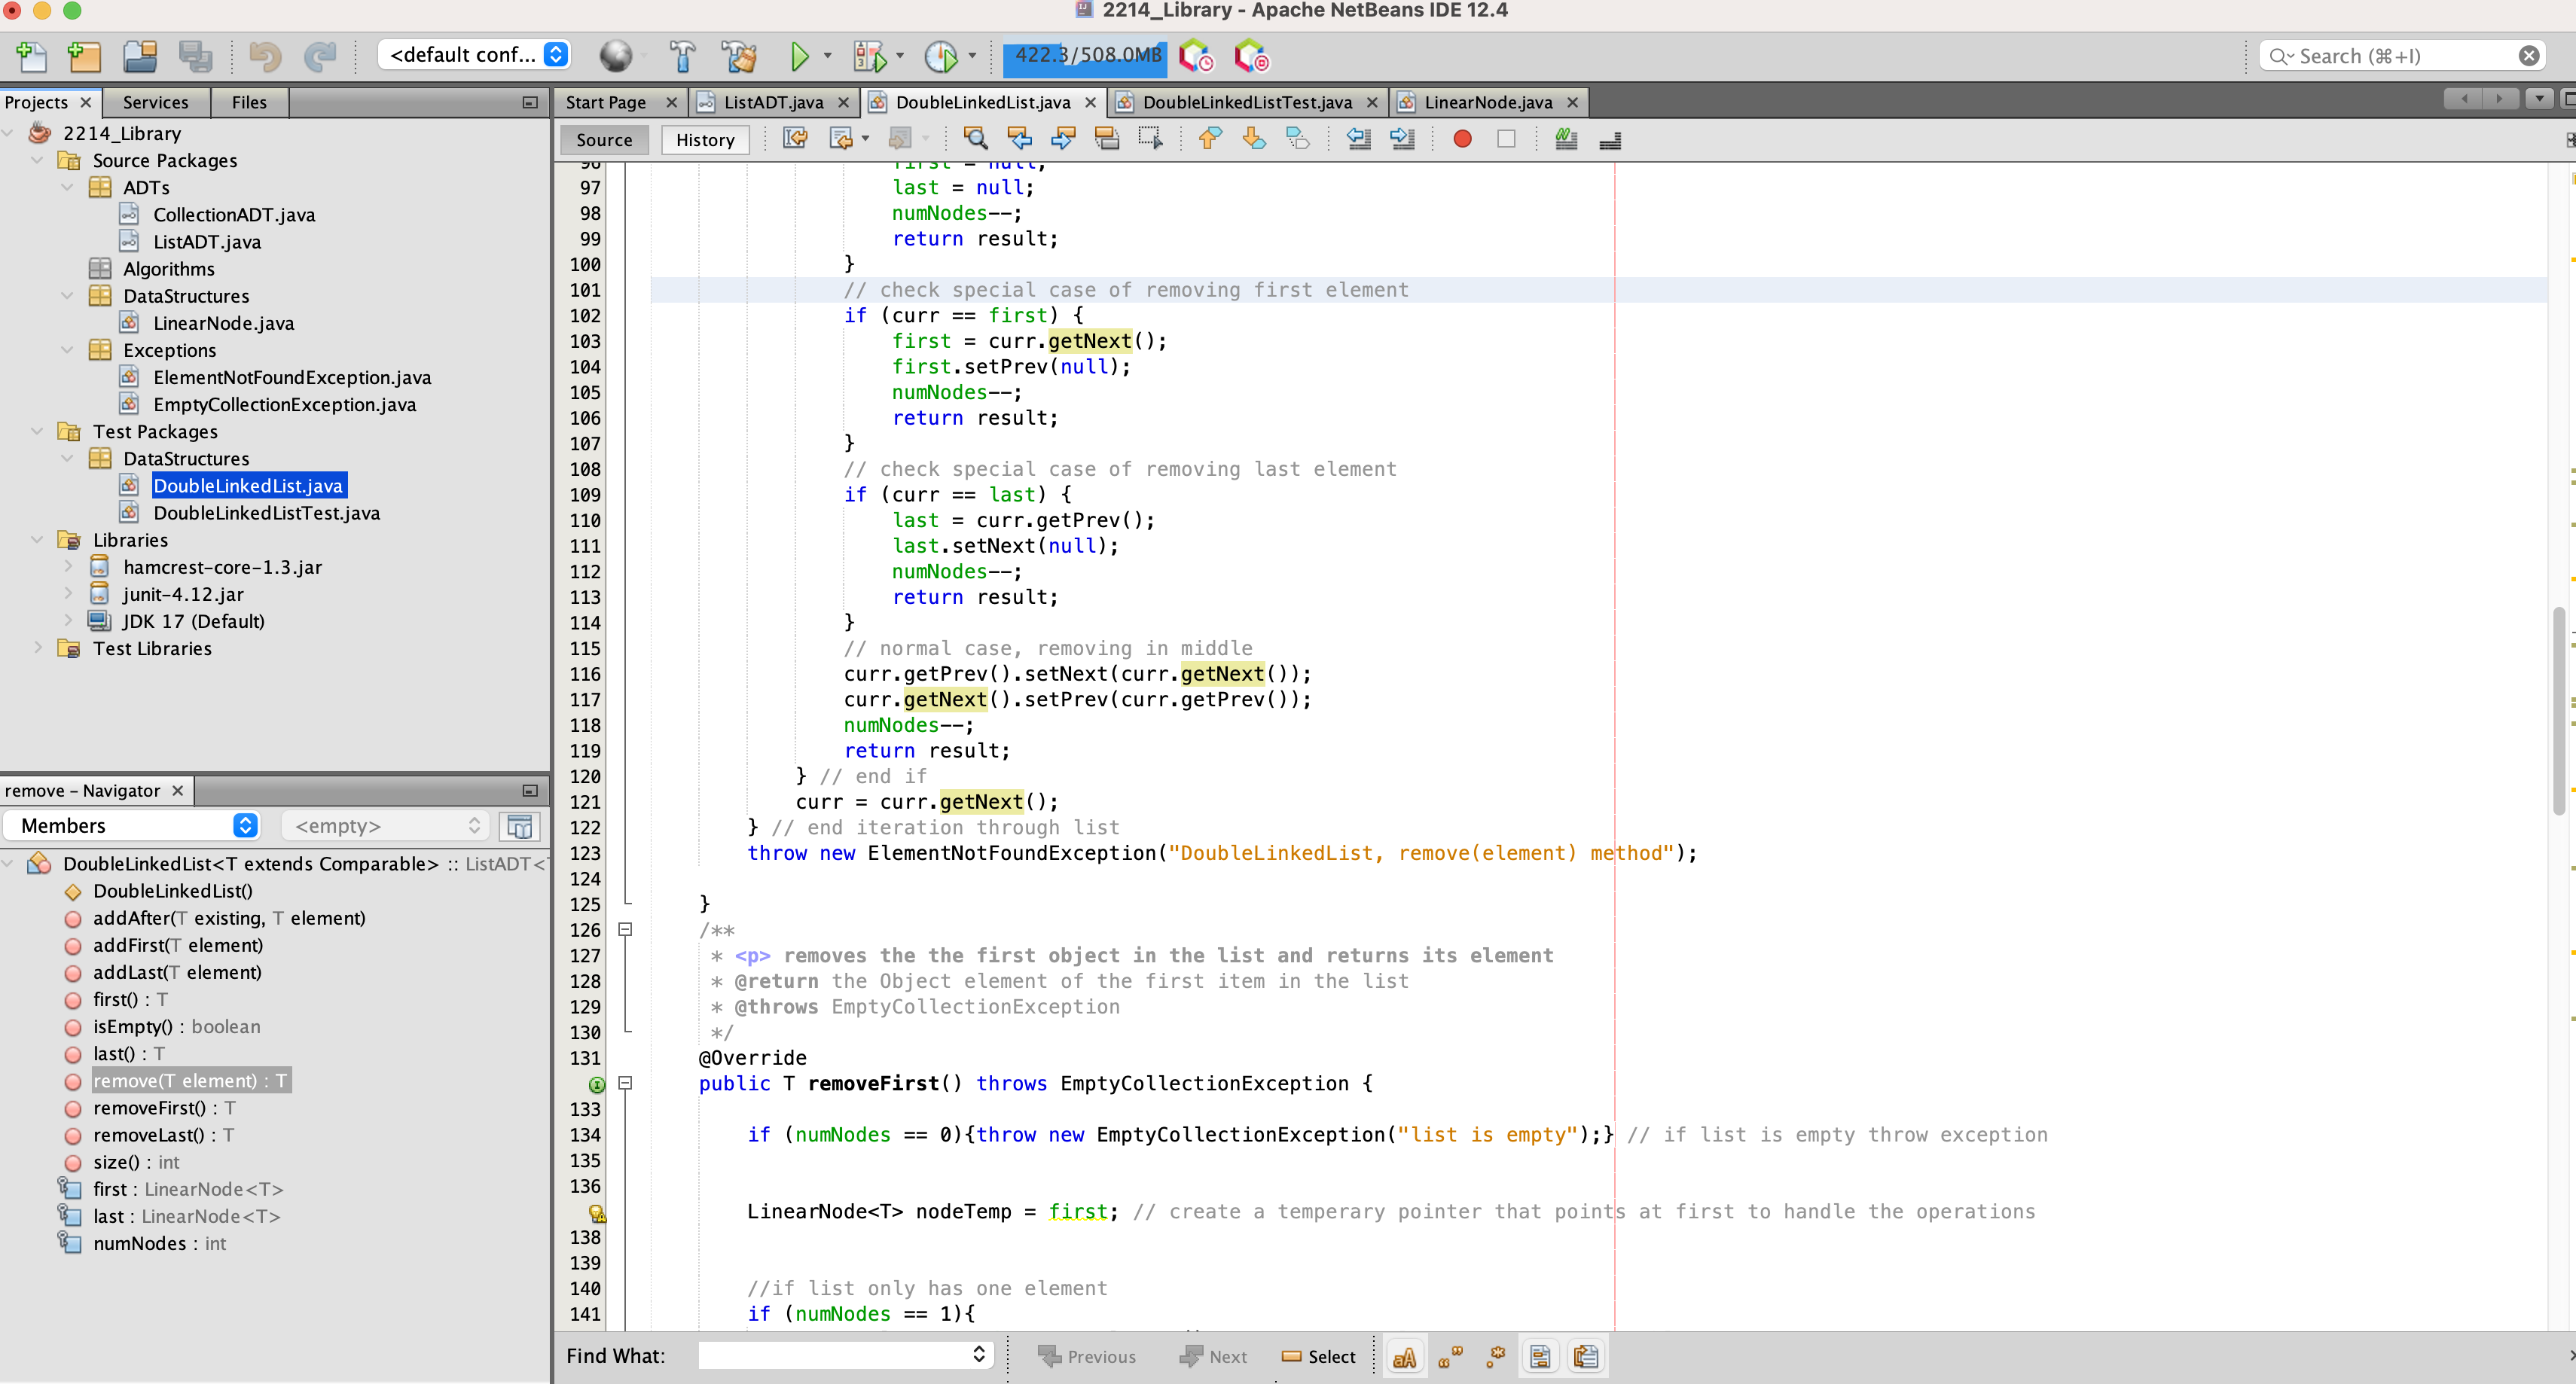 2214_Library - Apache NetBeans IDE 12.4
<default conf...
422.3/508.0MB
Search (⌘+I)
Projects Services Files
Start Page ListADT.java DoubleLinkedList.java DoubleLinkedListTest.java LinearNode.java
Source History
2214_Library
Source Packages
ADTs
CollectionADT.java
ListADT.java
Algorithms
DataStructures
LinearNode.java
Exceptions
ElementNotFoundException.java
EmptyCollectionException.java
Test Packages
DataStructures
DoubleLinkedList.java
DoubleLinkedListTest.java
Libraries
hamcrest-core-1.3.jar
junit-4.12.jar
JDK 17 (Default)
Test Libraries
remove - Navigator
Members <empty>
DoubleLinkedList<T extends Comparable> :: ListADT<
DoubleLinkedList()
addAfter(T existing, T element)
addFirst(T element)
addLast(T element)
first() : T
isEmpty() : boolean
last() : T
remove(T element) : T
removeFirst() : T
removeLast() : T
size() : int
first : LinearNode<T>
last : LinearNode<T>
numNodes : int
96 first = null;
97 last = null;
98 numNodes--;
99 return result;
100 }
101 // check special case of removing first element
102 if (curr == first) {
103 first = curr.getNext();
104 first.setPrev(null);
105 numNodes--;
106 return result;
107 }
108 // check special case of removing last element
109 if (curr == last) {
110 last = curr.getPrev();
111 last.setNext(null);
112 numNodes--;
113 return result;
114 }
115 // normal case, removing in middle
116 curr.getPrev().setNext(curr.getNext());
117 curr.getNext().setPrev(curr.getPrev());
118 numNodes--;
119 return result;
120 } // end if
121 curr = curr.getNext();
122 } // end iteration through list
123 throw new ElementNotFoundException("DoubleLinkedList, remove(element) method");
124
125 }
126 /**
127 * <p> removes the the first object in the list and returns its element
128 * @return the Object element of the first item in the list
129 * @throws EmptyCollectionException
130 */
131 @Override
public T removeFirst() throws EmptyCollectionException {
133
134 if (numNodes == 0){throw new EmptyCollectionException("list is empty");} // if list is empty throw exception
135
136
LinearNode<T> nodeTemp = first; // create a temperary pointer that points at first to handle the operations
138
139
140 //if list only has one element
141 if (numNodes == 1){
Find What: Previous Next Select aA